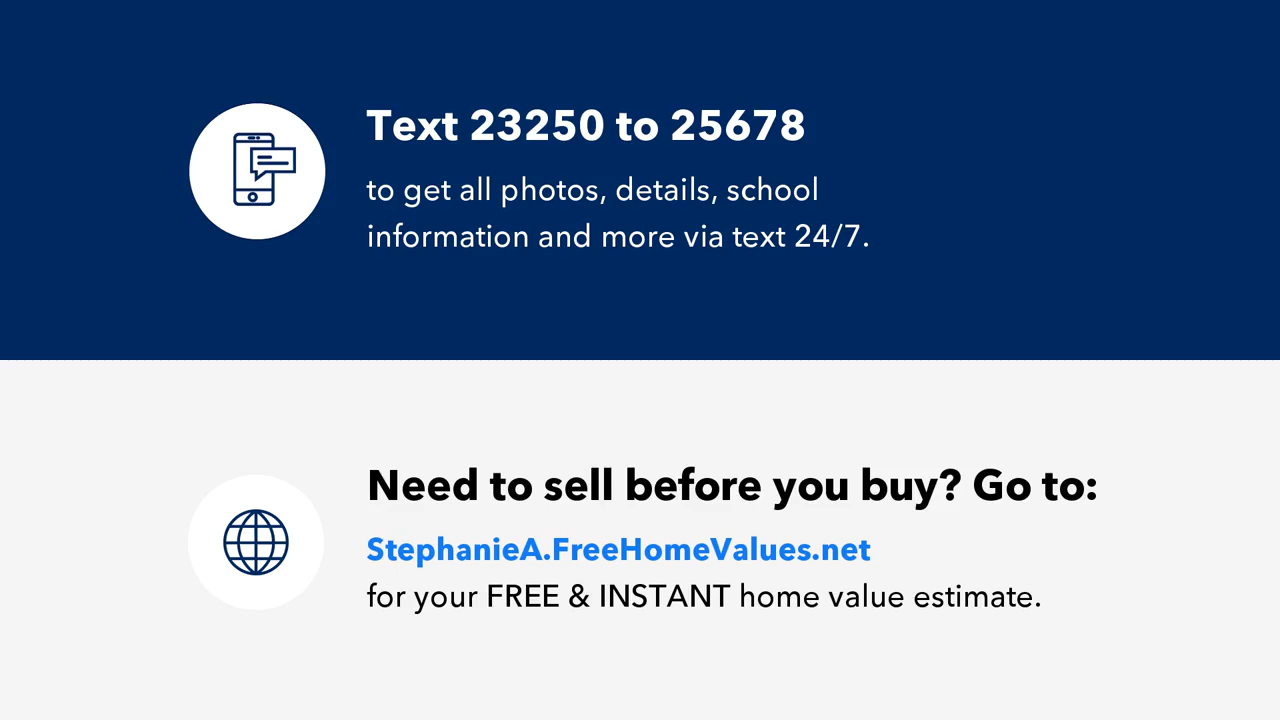 Text 23250 to 25678
to get all photos, details, school
information and more via text 24/7.
Need to sell before you buy? Go to:
StephanieA.FreeHomeValues.net
for your FREE & INSTANT home value estimate.